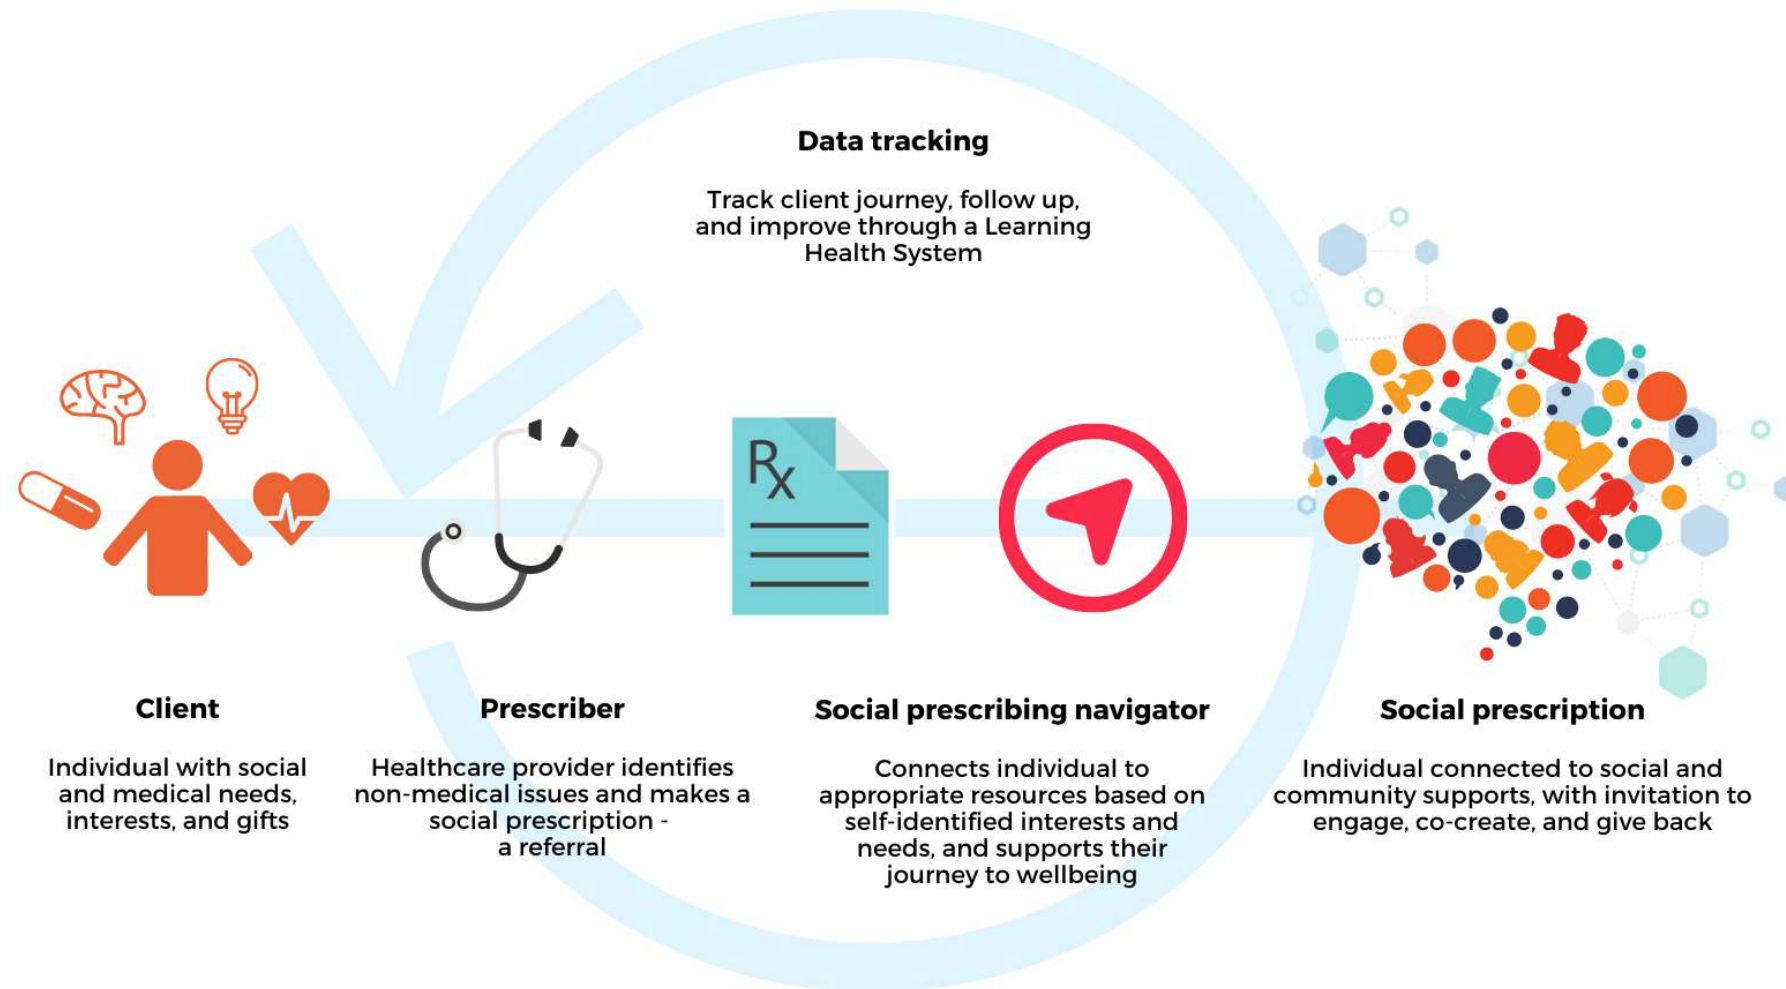 Data tracking
Track client journey, follow up,
and improve through a Learning
Health System
Rx
Client
Individual with social
and medical needs,
interests, and gifts
Prescriber
Healthcare provider identifies
non-medical issues and makes a
social prescription -
a referral
Social prescribing navigator
Connects individual to
appropriate resources based on
self-identified interests and
needs, and supports their
journey to wellbeing
Social prescription
Individual connected to social and
community supports, with invitation to
engage, co-create, and give back